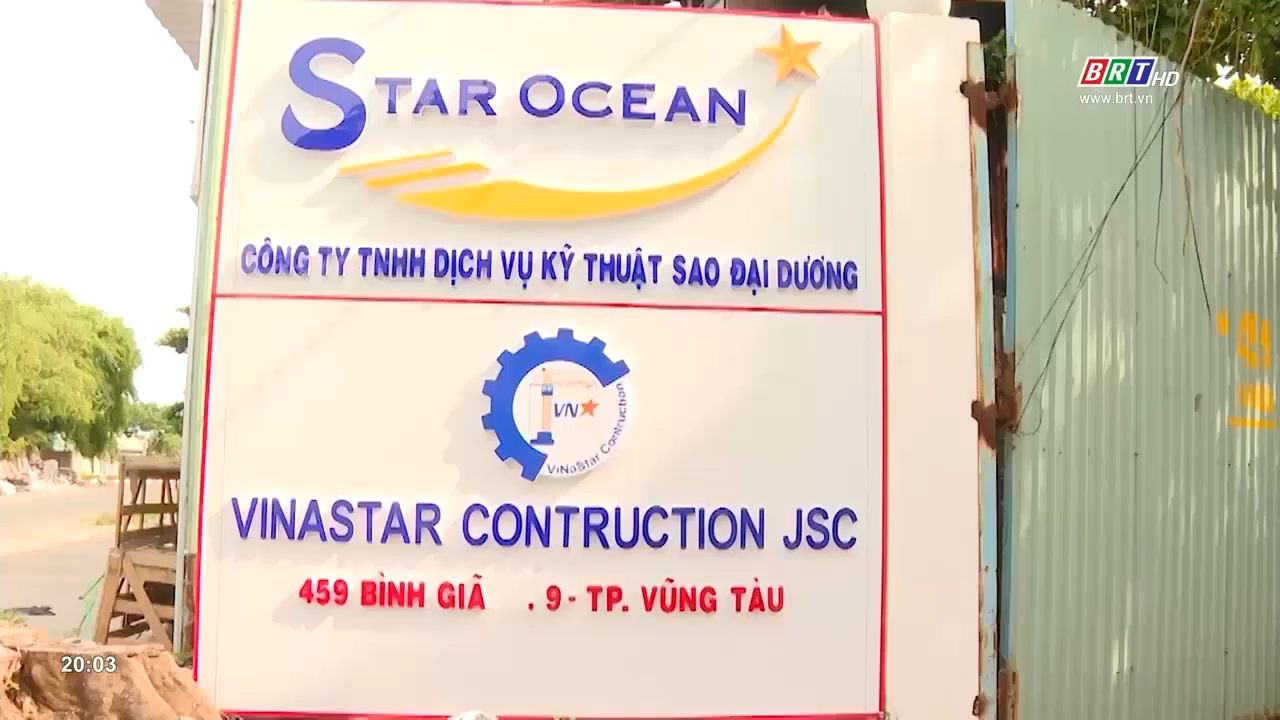 STAR OCEAN
BRT HD
www.brt.vn
CÔNG TY TNHH DỊCH VỤ KỸ THUẬT SAO ĐẠI DƯƠNG
VN
ViNaStar Construction
VINASTAR CONTRUCTION JSC
459 BÌNH GIÃ . 9 - TP. VŨNG TÀU
20:03